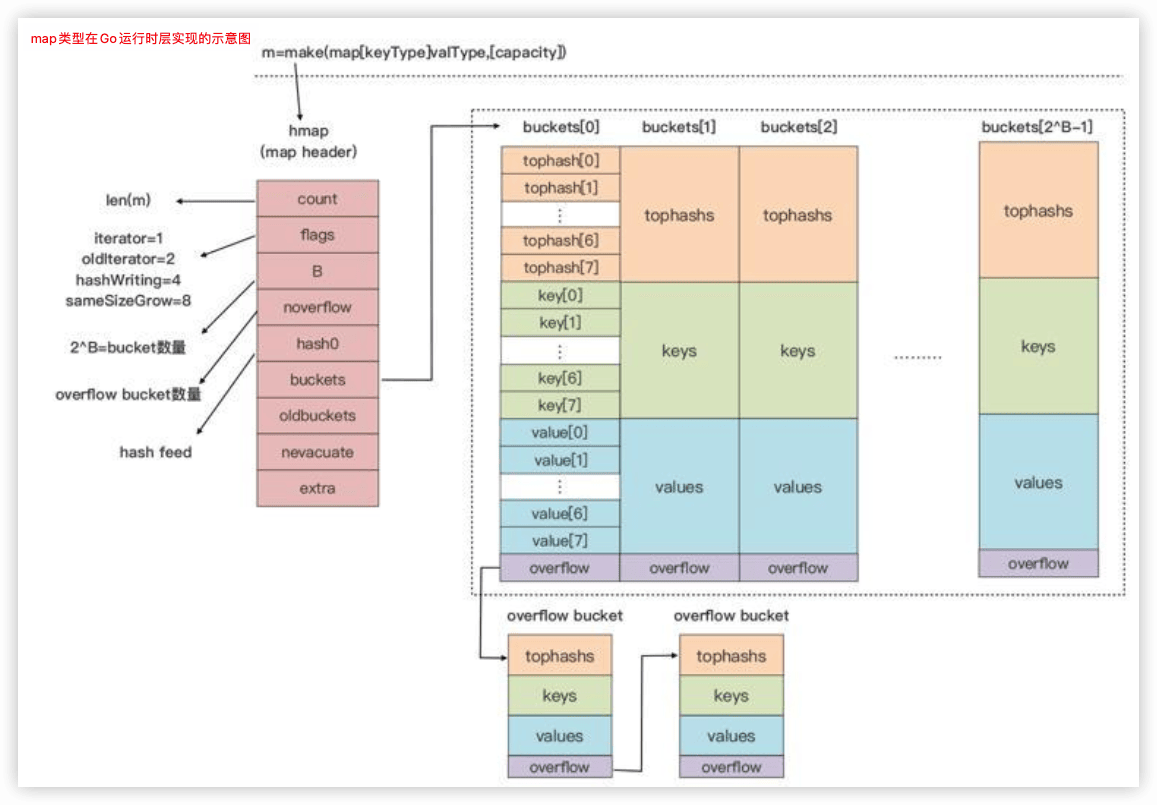 map类型在Go运行时层实现的示意图
m=make(map[keyType]valType,[capacity])
hmap
(map header)
count
flags
B
noverflow
hash0
buckets
oldbuckets
nevacuate
extra
len(m)
iterator=1
oldIterator=2
hashWriting=4
sameSizeGrow=8
2^B=bucket数量
overflow bucket数量
hash feed
buckets[0]
tophash[0]
tophash[1]
⋮
tophash[6]
tophash[7]
key[0]
key[1]
⋮
key[6]
key[7]
value[0]
value[1]
⋮
value[6]
value[7]
overflow
buckets[1]
tophashs
keys
values
overflow
buckets[2]
tophashs
keys
values
overflow
.........
buckets[2^B-1]
tophashs
keys
values
overflow
overflow bucket
tophashs
keys
values
overflow
overflow bucket
tophashs
keys
values
overflow